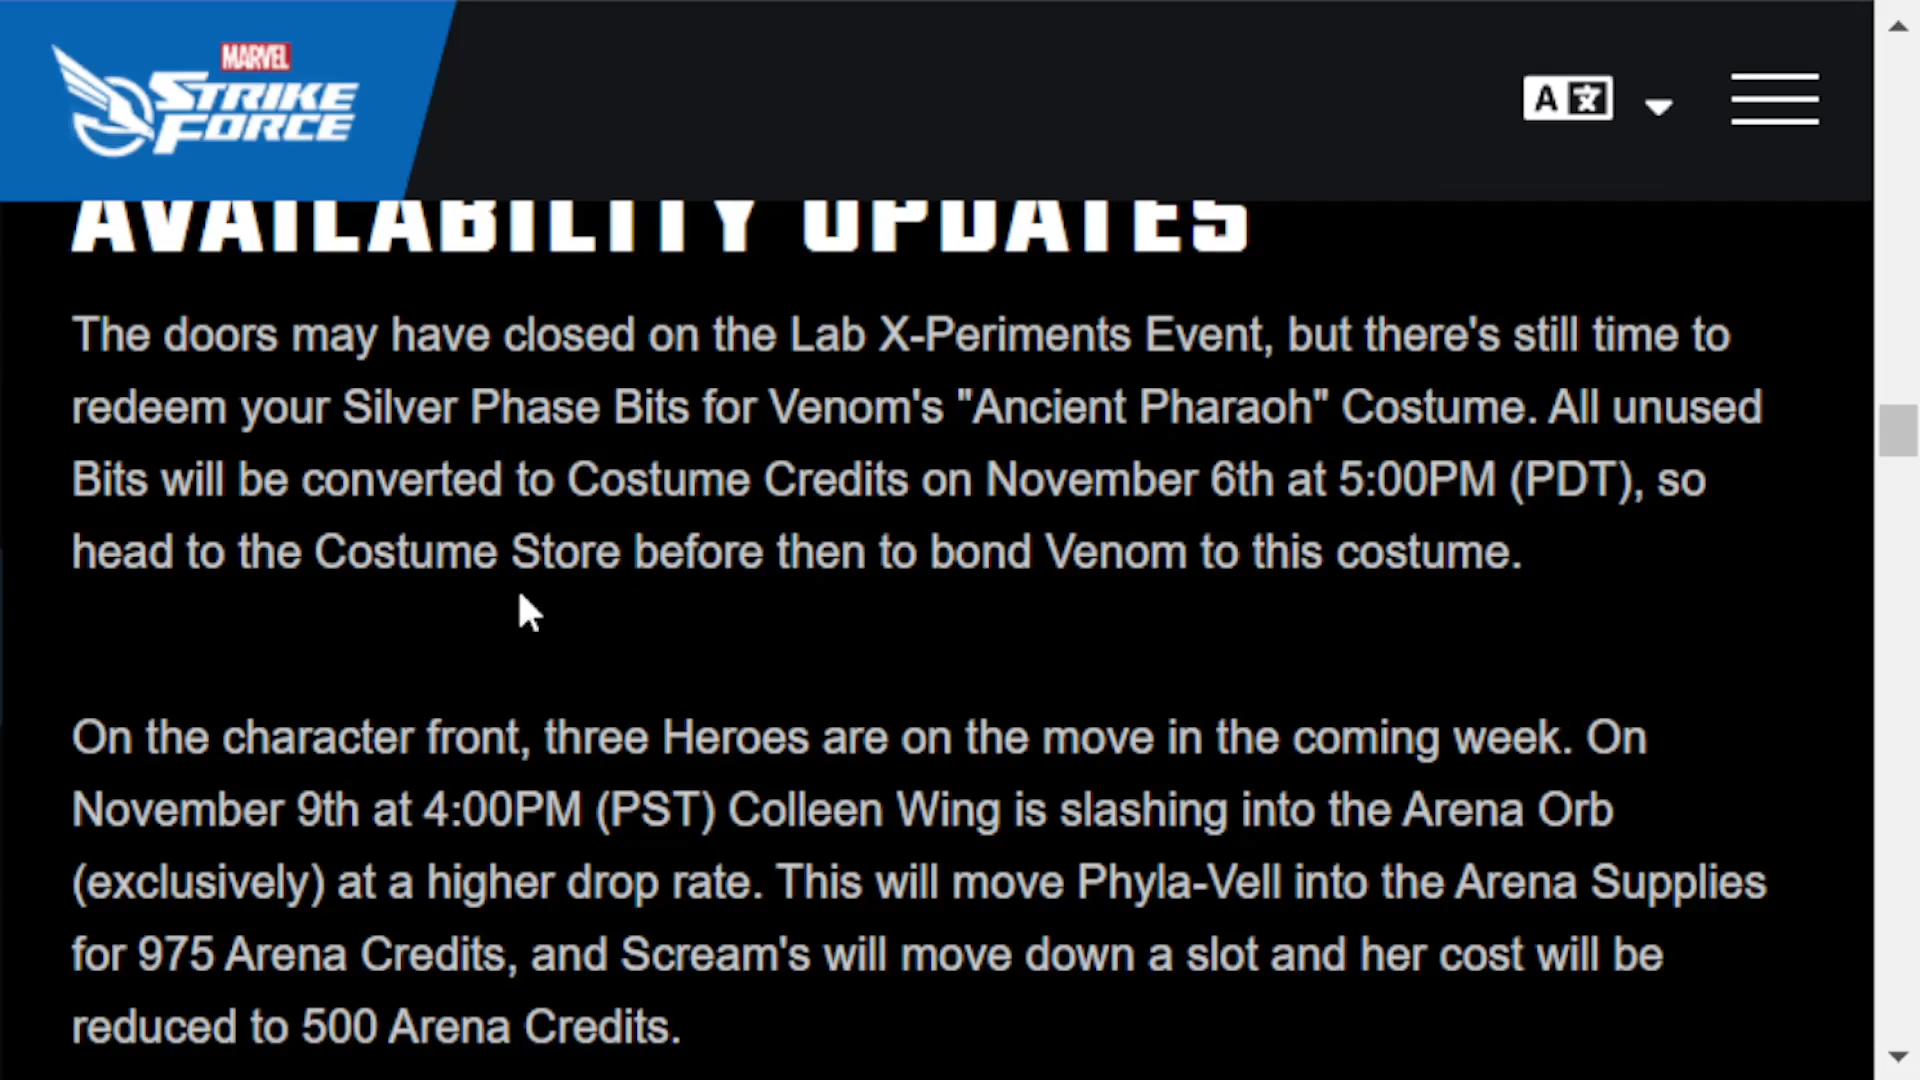 MARVEL
STRIKE
FORCE
A 文
AVAILABILITY UPDATES
The doors may have closed on the Lab X-Periments Event, but there's still time to
redeem your Silver Phase Bits for Venom's "Ancient Pharaoh" Costume. All unused
Bits will be converted to Costume Credits on November 6th at 5:00PM (PDT), so
head to the Costume Store before then to bond Venom to this costume.
On the character front, three Heroes are on the move in the coming week. On
November 9th at 4:00PM (PST) Colleen Wing is slashing into the Arena Orb
(exclusively) at a higher drop rate. This will move Phyla-Vell into the Arena Supplies
for 975 Arena Credits, and Scream's will move down a slot and her cost will be
reduced to 500 Arena Credits.